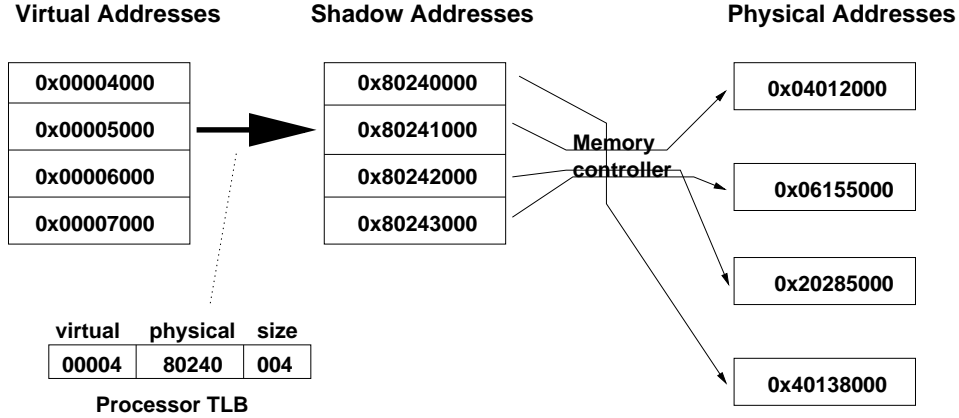 Virtual Addresses
Shadow Addresses
Physical Addresses
0x00004000
0x00005000
0x00006000
0x00007000
0x80240000
0x80241000
0x80242000
0x80243000
Memory
controller
0x04012000
0x06155000
0x20285000
0x40138000
virtual physical size
00004 80240 004
Processor TLB